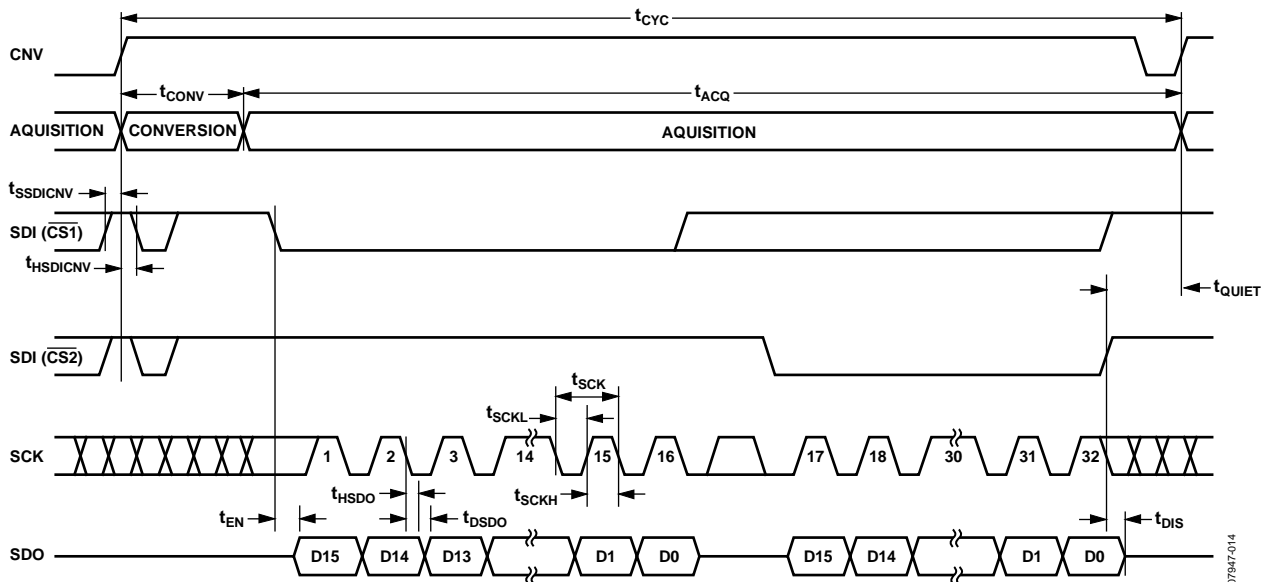 tCYC
CNV
tCONV
tACQ
AQUISITION CONVERSION AQUISITION
tSSDICNV
SDI (CS1)
tHSDICNV
tQUIET
SDI (CS2)
tSCK
tSCKL
SCK 1 2 3 14 15 16 17 18 30 31 32
tHSDO
tSCKH
tEN
tDSDO
tDIS
SDO D15 D14 D13 D1 D0 D15 D14 D1 D0
07947-014